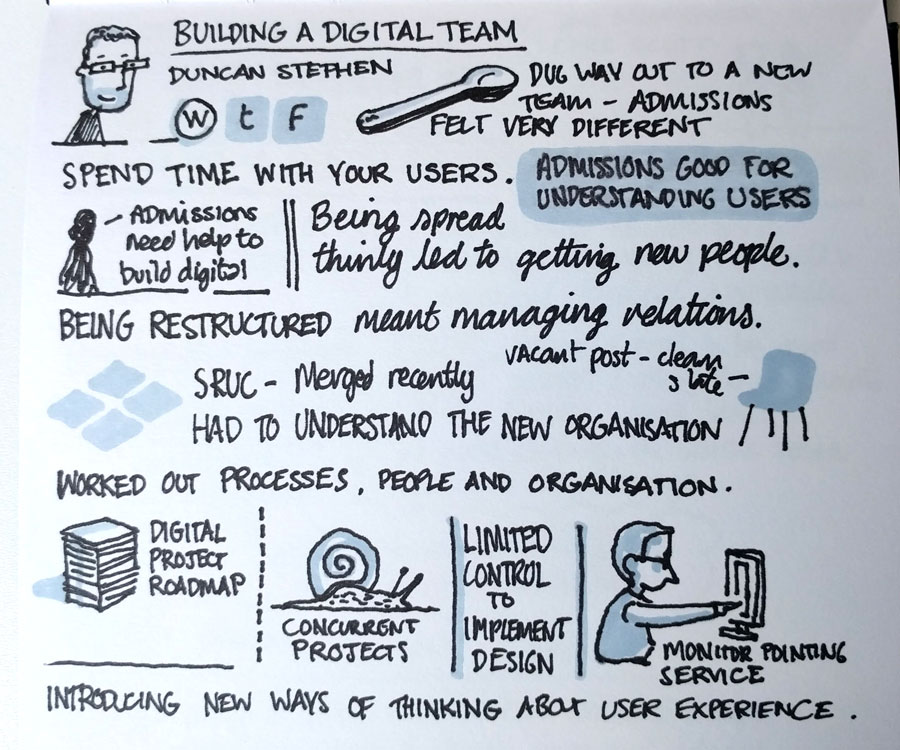 BUILDING A DIGITAL TEAM
DUNCAN STEPHEN
W t F
DUG WAY OUT TO A NEW
TEAM - ADMISSIONS
FELT VERY DIFFERENT
SPEND TIME WITH YOUR USERS.
ADMISSIONS GOOD FOR
UNDERSTANDING USERS
- ADMISSIONS
need help to
build digital
Being spread
thinly led to getting new people.
BEING RESTRUCTURED meant managing relations.
SRUC - Merged recently
vacant post - clean
slate -
HAD TO UNDERSTAND THE NEW ORGANISATION
WORKED OUT PROCESSES, PEOPLE AND ORGANISATION.
DIGITAL
PROJECT
ROADMAP
CONCURRENT
PROJECTS
LIMITED
CONTROL
TO
IMPLEMENT
DESIGN
MONITOR POINTING
SERVICE
INTRODUCING NEW WAYS OF THINKING ABOUT USER EXPERIENCE.